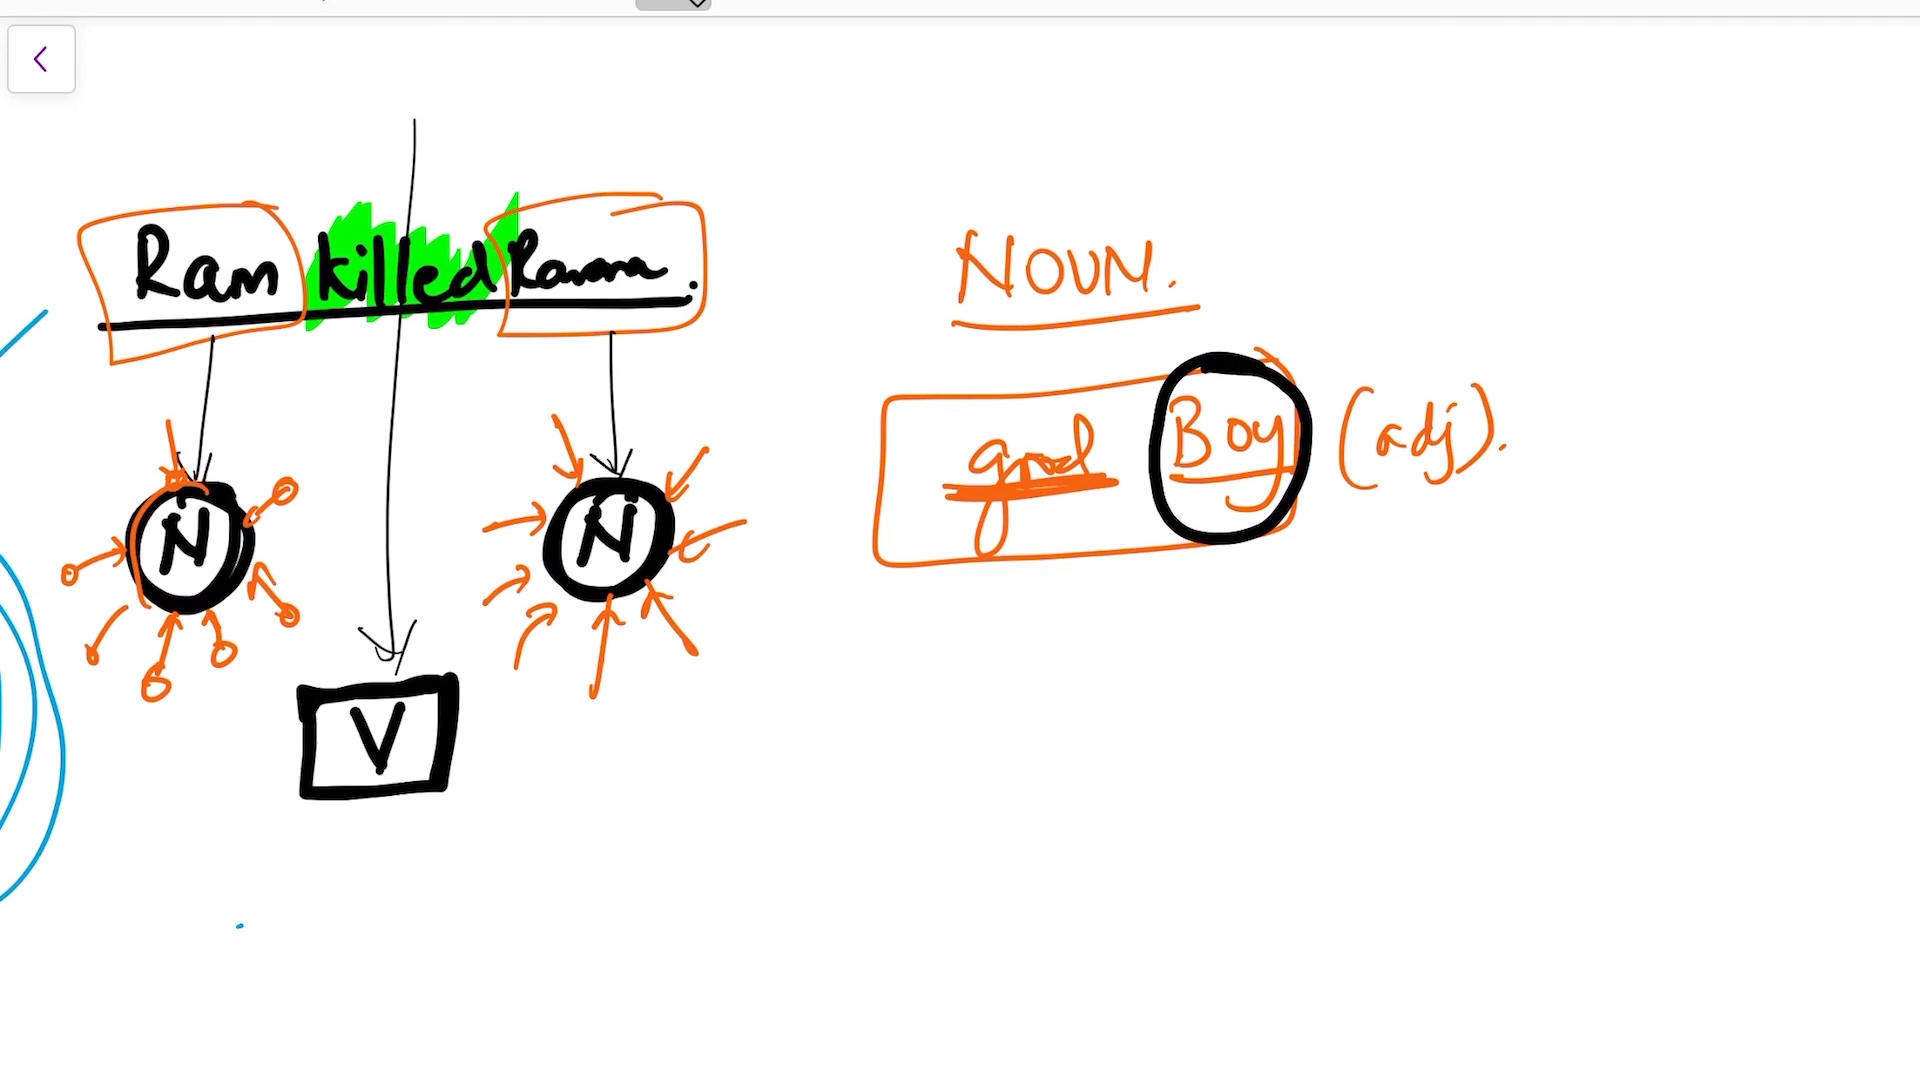 Ram killed Ravana.
N N
V
NOUN.
good Boy (adj).